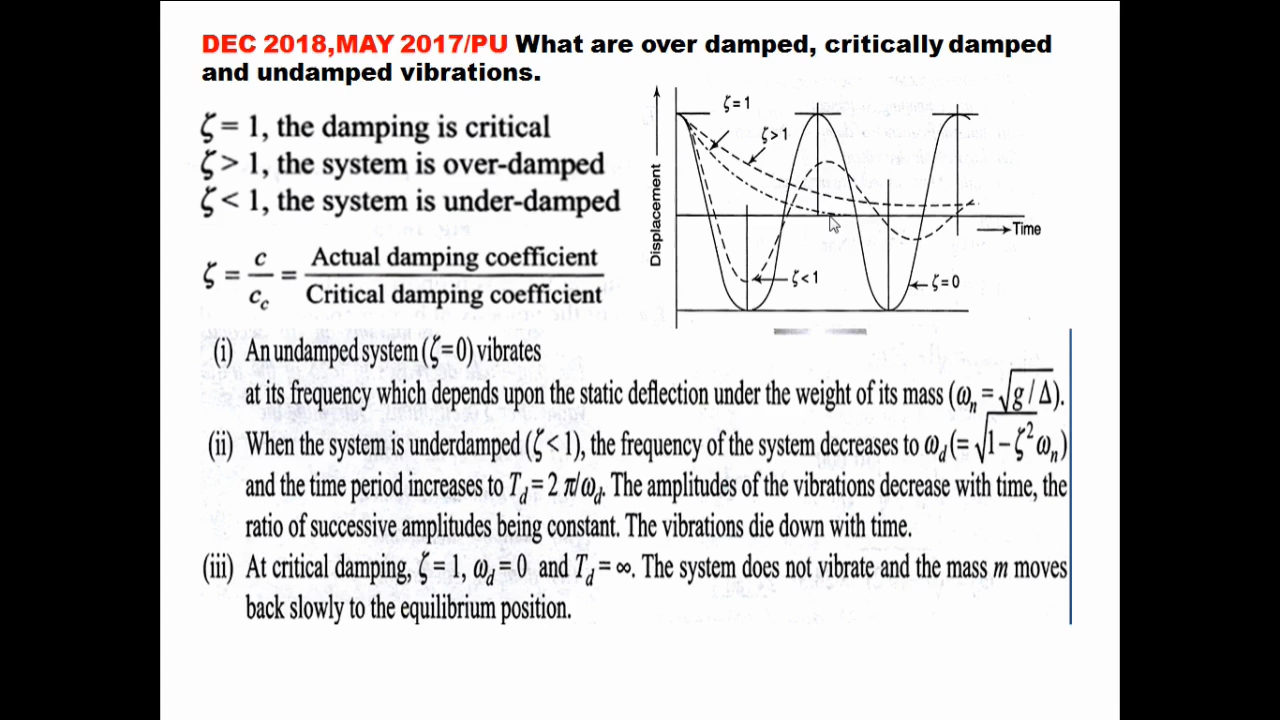 DEC 2018,MAY 2017/PU What are over damped, critically damped
and undamped vibrations.
ζ = 1, the damping is critical
ζ > 1, the system is over-damped
ζ < 1, the system is under-damped
ζ = c/c_c = Actual damping coefficient / Critical damping coefficient
ζ=1
ζ>1
Displacement
Time
ζ<1
ζ=0
(i) An undamped system (ζ=0) vibrates
at its frequency which depends upon the static deflection under the weight of its mass (ω_n = √g/Δ).
(ii) When the system is underdamped (ζ < 1), the frequency of the system decreases to ω_d (= √1−ζ² ω_n)
and the time period increases to T_d = 2 π/ω_d. The amplitudes of the vibrations decrease with time, the
ratio of successive amplitudes being constant. The vibrations die down with time.
(iii) At critical damping, ζ = 1, ω_d = 0 and T_d = ∞. The system does not vibrate and the mass m moves
back slowly to the equilibrium position.